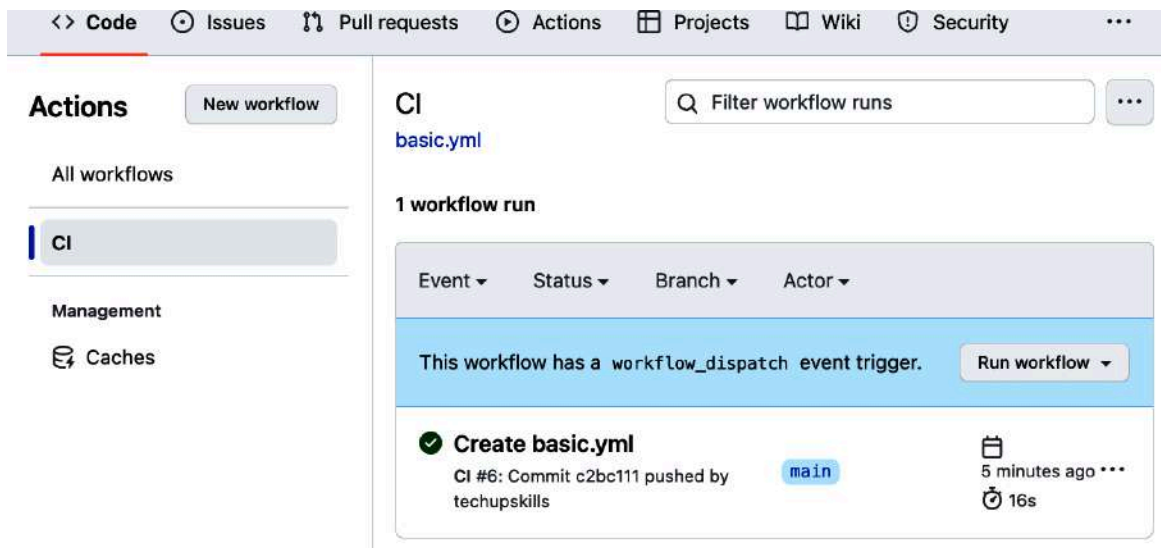 <> Code Issues Pull requests Actions Projects Wiki Security ...
Actions New workflow
All workflows
CI
Management
Caches
CI
basic.yml
Filter workflow runs ...
1 workflow run
Event Status Branch Actor
This workflow has a workflow_dispatch event trigger. Run workflow
Create basic.yml
CI #6: Commit c2bc111 pushed by
techupskills
main
5 minutes ago ...
16s